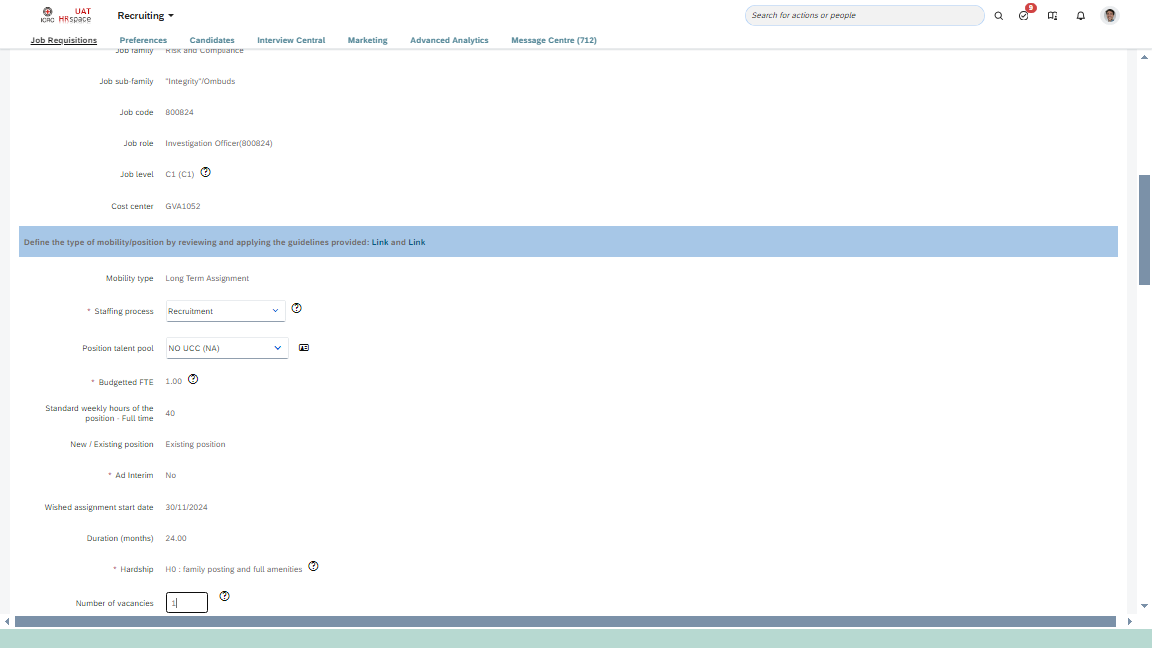 ICRC
UAT
HRspace
Recruiting
Search for actions or people
9
Job Requisitions
Preferences
Candidates
Interview Central
Marketing
Advanced Analytics
Message Centre (712)
Job family Risk and Compliance
Job sub-family "Integrity"/Ombuds
Job code 800824
Job role Investigation Officer(800824)
Job level C1 (C1)
Cost center GVA1052
Define the type of mobility/position by reviewing and applying the guidelines provided: Link and Link
Mobility type Long Term Assignment
* Staffing process Recruitment
Position talent pool NO UCC (NA)
* Budgetted FTE 1.00
Standard weekly hours of the
position - Full time 40
New / Existing position Existing position
* Ad Interim No
Wished assignment start date 30/11/2024
Duration (months) 24.00
* Hardship H0 : family posting and full amenities
Number of vacancies 1